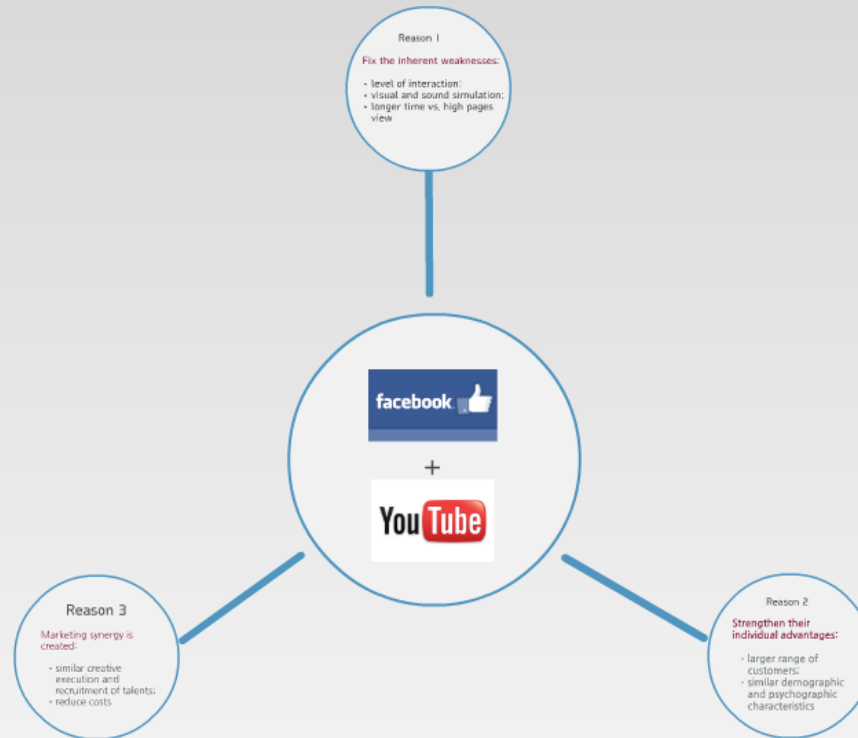 Reason 1
Fix the inherent weaknesses:
• level of interaction;
• visual and sound simulation;
• longer time vs. high pages
view
facebook
+
YouTube
Reason 3
Marketing synergy is
created:
• similar creative
execution and
recruitment of talents;
• reduce costs
Reason 2
Strengthen their
individual advantages:
• larger range of
customers;
• similar demographic
and psychographic
characteristics